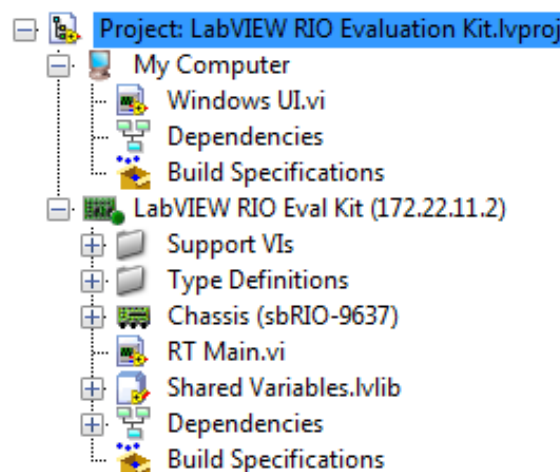 Project: LabVIEW RIO Evaluation Kit.lvproj
My Computer
Windows UI.vi
Dependencies
Build Specifications
LabVIEW RIO Eval Kit (172.22.11.2)
Support VIs
Type Definitions
Chassis (sbRIO-9637)
RT Main.vi
Shared Variables.lvlib
Dependencies
Build Specifications